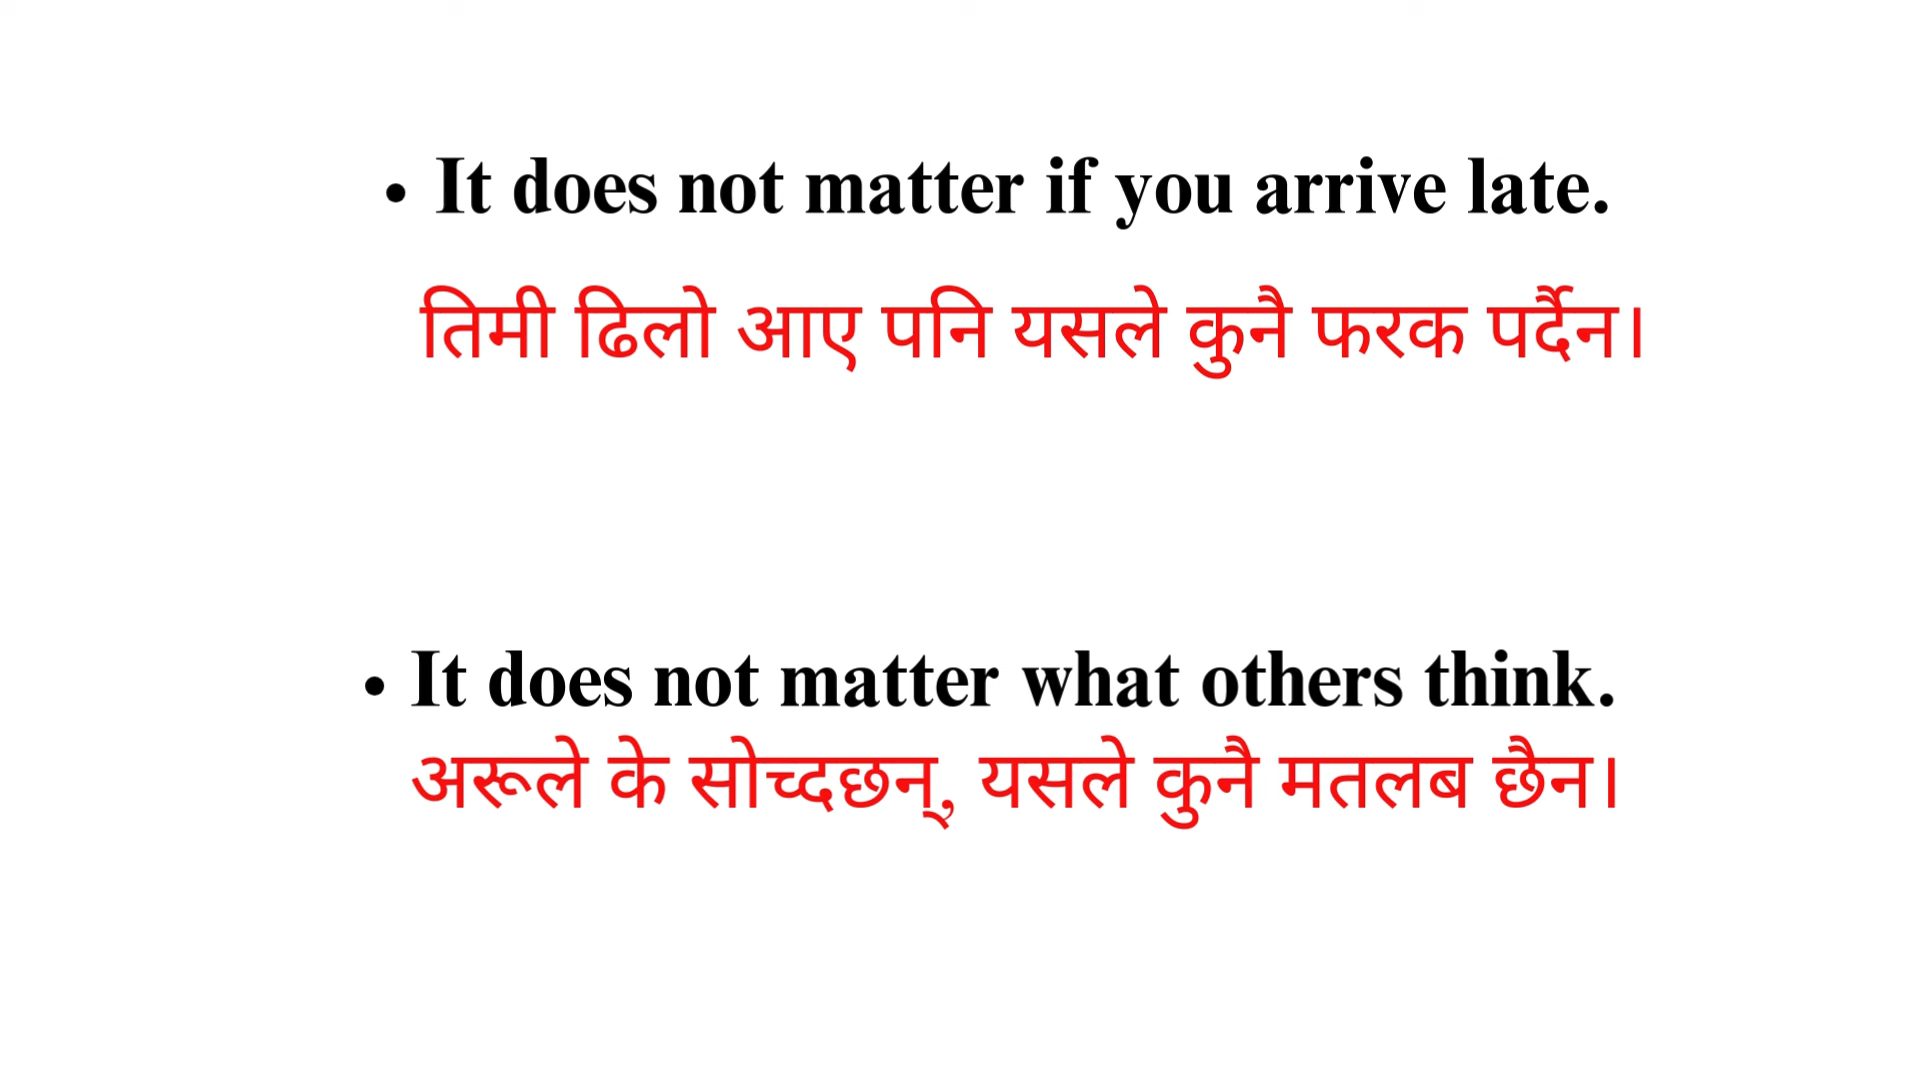 • It does not matter if you arrive late.
तिमी ढिलो आए पनि यसले कुनै फरक पर्दैन।
• It does not matter what others think.
अरूले के सोच्दछन्, यसले कुनै मतलब छैन।